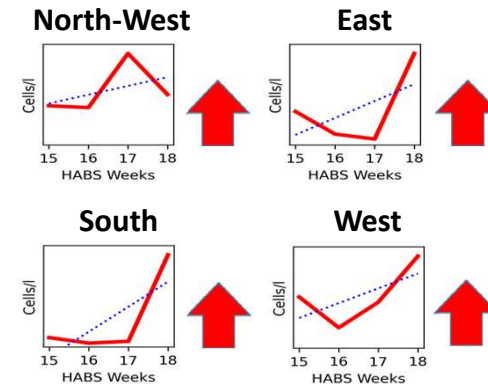 North-West
East
Cells/l
15 16 17 18
HABS Weeks
Cells/l
15 16 17 18
HABS Weeks
South
West
Cells/l
15 16 17 18
HABS Weeks
Cells/l
15 16 17 18
HABS Weeks